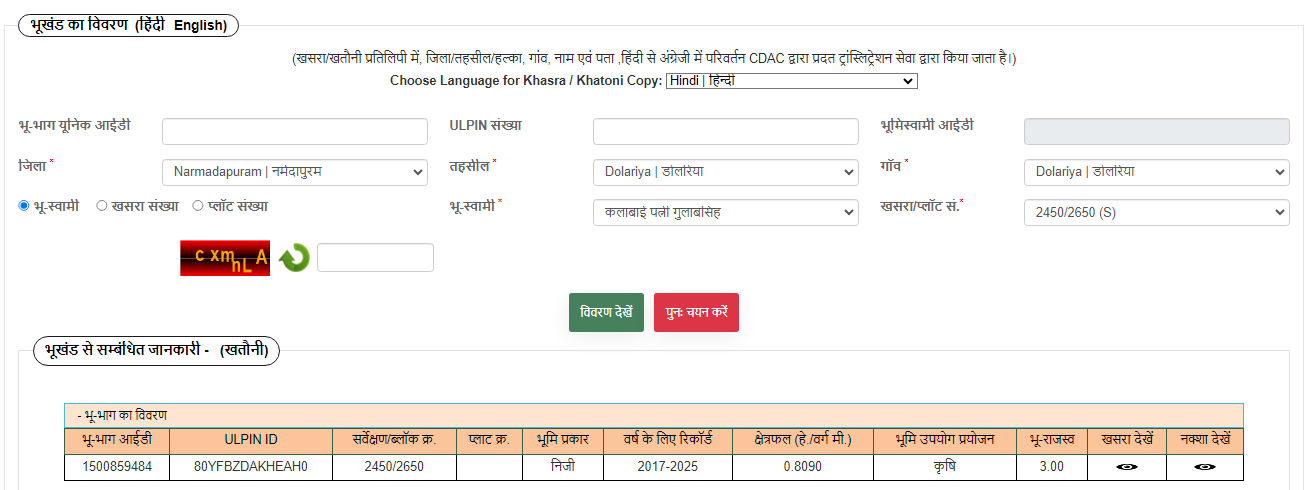 भूखंड का विवरण (हिंदी English)
(खसरा/खतौनी प्रतिलिपी में, जिला/तहसील/हल्का, गांव, नाम एवं पता ,हिंदी से अंग्रेजी में परिवर्तन CDAC द्वारा प्रदत ट्रांस्लिट्रेशन सेवा द्वारा किया जाता है।)
Choose Language for Khasra / Khatoni Copy: Hindi | हिन्दी
भू-भाग यूनिक आईडी ULPIN संख्या भूमिस्वामी आईडी
जिला * Narmadapuram | नर्मदापुरम तहसील * Dolariya | डोलरिया गाँव * Dolariya | डोलरिया
भू-स्वामी खसरा संख्या प्लॉट संख्या भू-स्वामी * कलाबाई पत्नी गुलाबसिंह खसरा/प्लॉट सं.* 2450/2650 (S)
c xm nL A
विवरण देखें पुनः चयन करें
भूखंड से सम्बंधित जानकारी - (खतौनी)
- भू-भाग का विवरण
भू-भाग आईडी ULPIN ID सर्वेक्षण/ब्लॉक क्र. प्लाट क्र. भूमि प्रकार वर्ष के लिए रिकॉर्ड क्षेत्रफल (हे./वर्ग मी.) भूमि उपयोग प्रयोजन भू-राजस्व खसरा देखें नक्शा देखें
1500859484 80YFBZDAKHEAH0 2450/2650 निजी 2017-2025 0.8090 कृषि 3.00